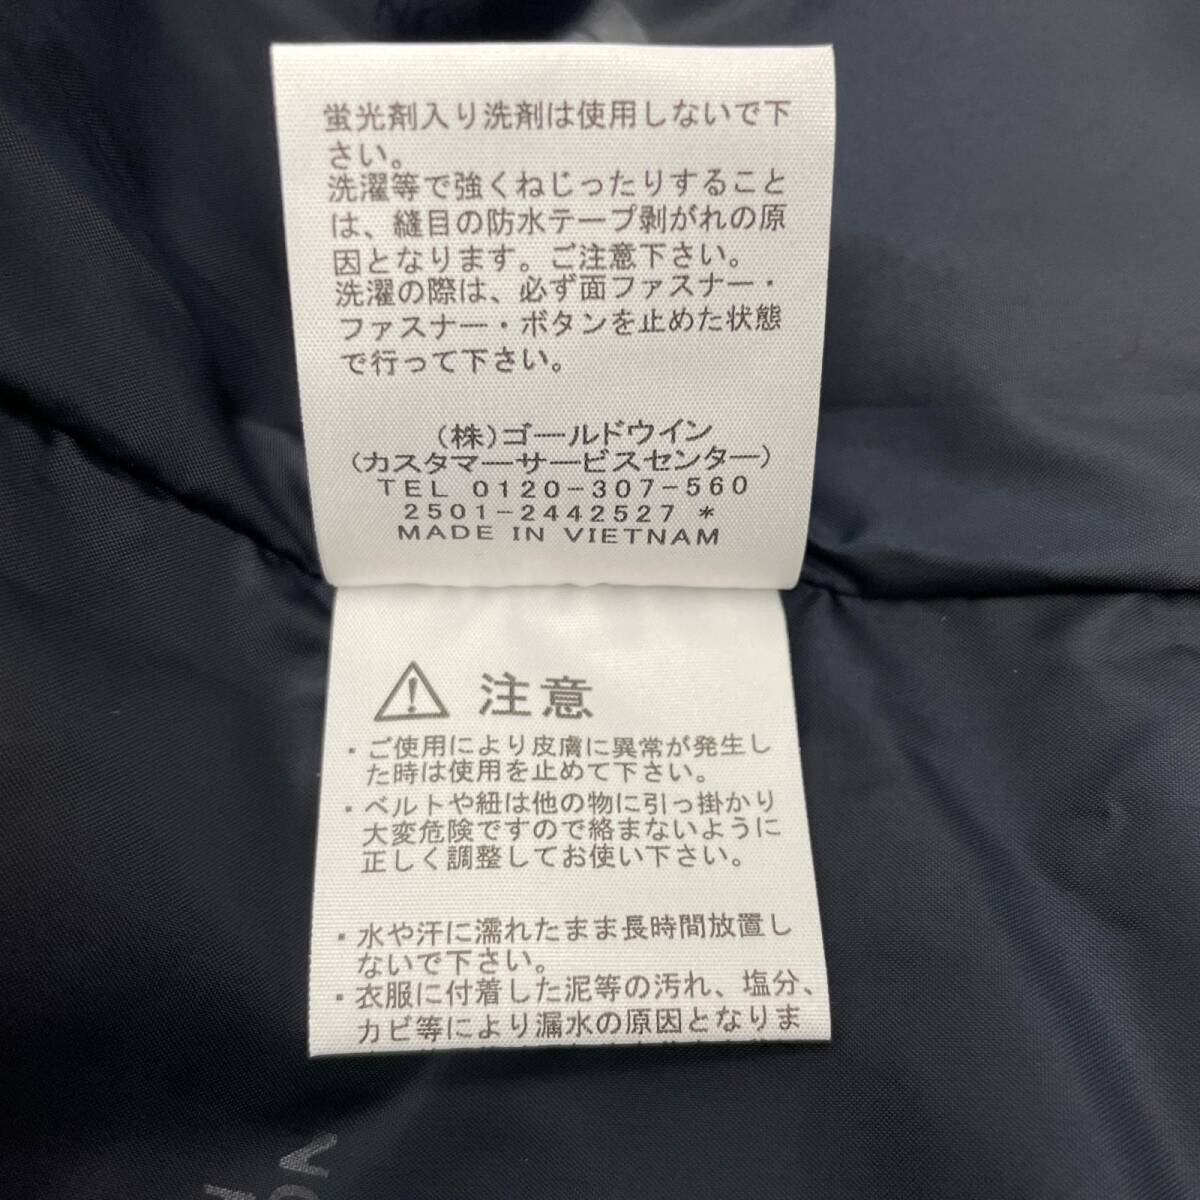 蛍光剤入り洗剤は使用しないで下
さい。
洗濯等で強くねじったりすること
は、縫目の防水テープ剥がれの原
因となります。ご注意下さい。
洗濯の際は、必ず面ファスナー・
ファスナー・ボタンを止めた状態
で行って下さい。
(株)ゴールドウイン
(カスタマーサービスセンター)
TEL 0120-307-560
2501-2442527 *
MADE IN VIETNAM
⚠ 注意
・ご使用により皮膚に異常が発生し
た時は使用を止めて下さい。
・ベルトや紐は他の物に引っ掛かり
大変危険ですので絡まないように
正しく調整してお使い下さい。
・水や汗に濡れたまま長時間放置し
ないで下さい。
・衣服に付着した泥等の汚れ、塩分、
カビ等により漏水の原因となりま